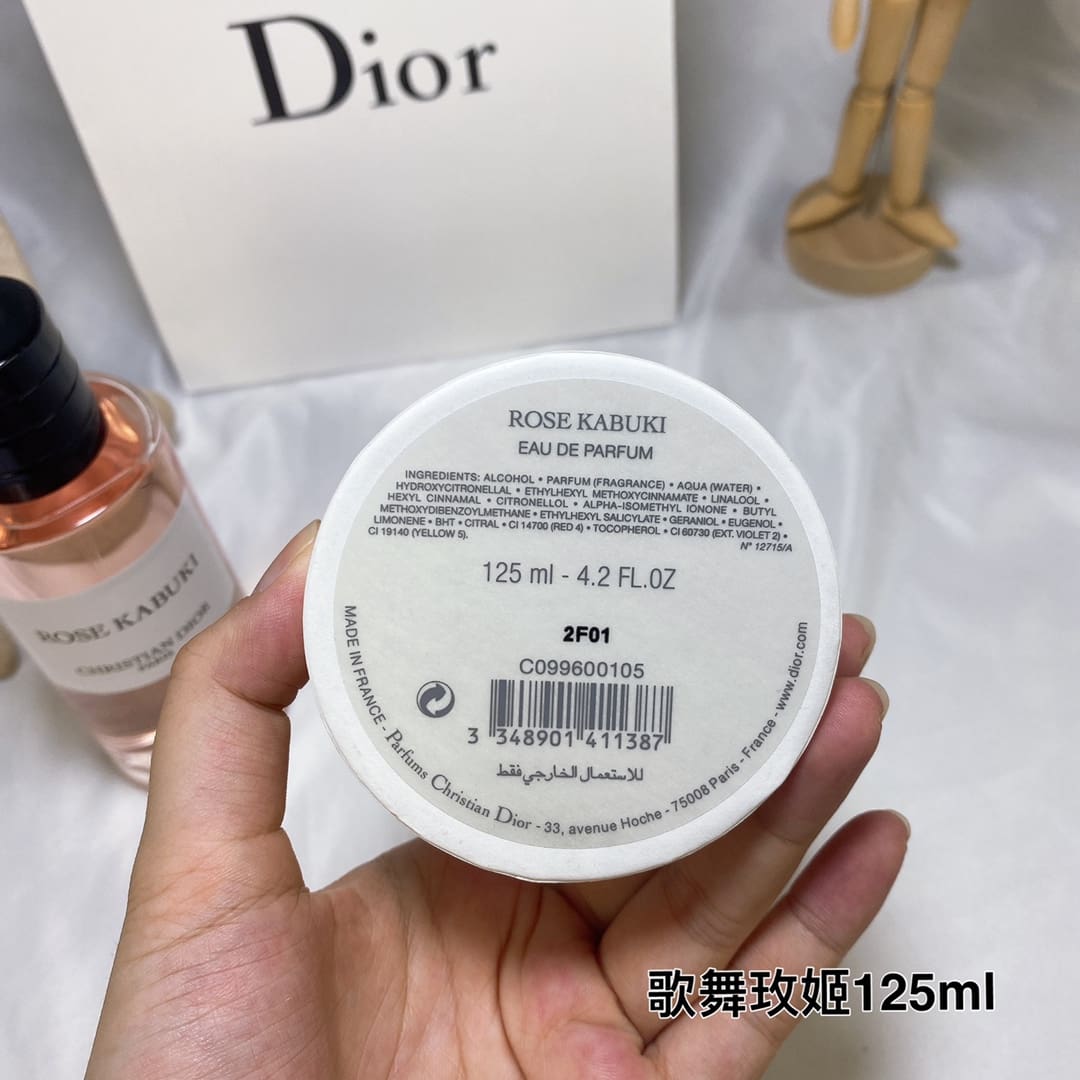 Dior
ROSE KABUKI
EAU DE PARFUM
INGREDIENTS: ALCOHOL • PARFUM (FRAGRANCE) • AQUA (WATER) •
HYDROXYCITRONELLAL • ETHYLHEXYL METHOXYCINNAMATE • LINALOOL •
HEXYL CINNAMAL • CITRONELLOL • ALPHA-ISOMETHYL IONONE • BUTYL
METHOXYDIBENZOYLMETHANE • ETHYLHEXYL SALICYLATE • GERANIOL • EUGENOL •
LIMONENE • BHT • CITRAL • CI 14700 (RED 4) • TOCOPHEROL • CI 60730 (EXT. VIOLET 2) •
CI 19140 (YELLOW 5).
N° 12715/A
125 ml - 4.2 FL.OZ
2F01
C099600105
3 348901 411387
للاستعمال الخارجي فقط
MADE IN FRANCE - Parfums Christian Dior - 33, avenue Hoche - 75008 Paris - France - www.dior.com
ROSE KABUKI
CHRISTIAN DIOR
PARIS
歌舞玫姬125ml